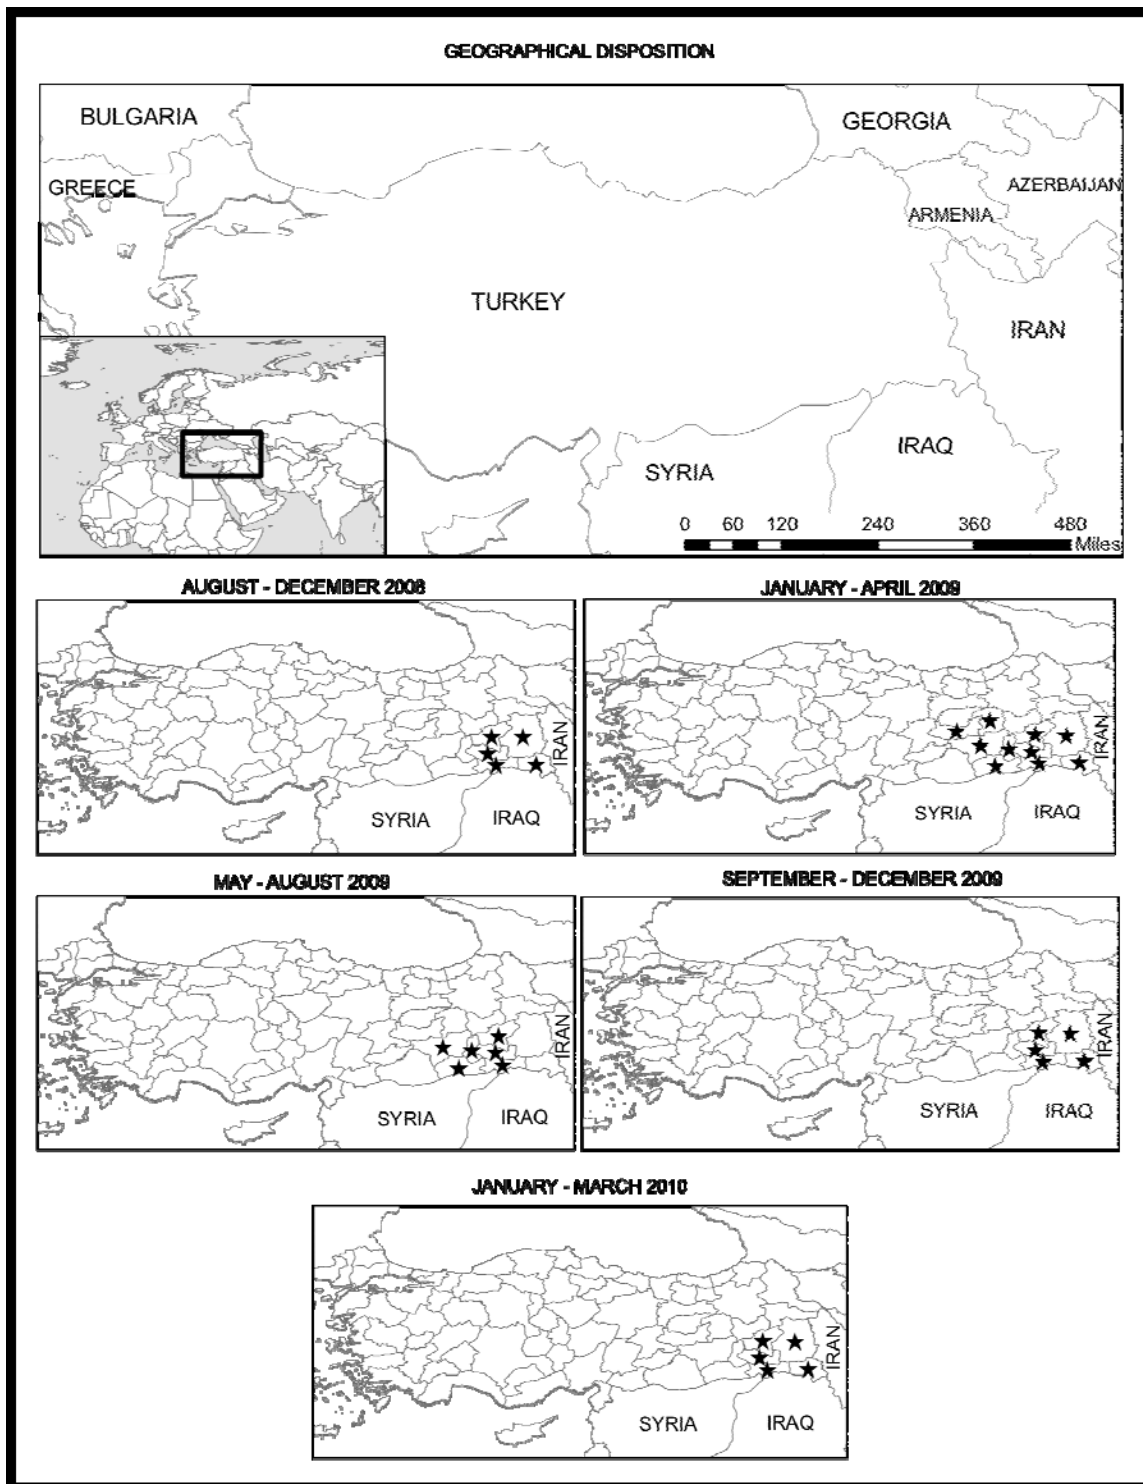 GEOGRAPHICAL DISPOSITION
BULGARIA
GEORGIA
GREECE
AZERBAIJAN
ARMENIA
TURKEY
IRAN
IRAQ
SYRIA
0 60 120 240 360 480
Miles
AUGUST - DECEMBER 2008
JANUARY - APRIL 2009
IRAN
SYRIA
IRAQ
IRAN
SYRIA
IRAQ
MAY - AUGUST 2009
SEPTEMBER - DECEMBER 2009
IRAN
SYRIA
IRAQ
IRAN
SYRIA
IRAQ
JANUARY - MARCH 2010
IRAN
SYRIA
IRAQ